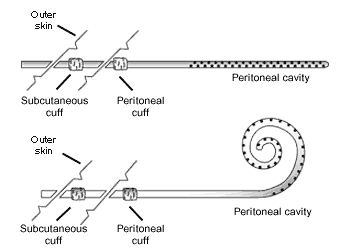 Outer
skin
Peritoneal cavity
Subcutaneous
cuff
Peritoneal
cuff
Outer
skin
Peritoneal cavity
Subcutaneous
cuff
Peritoneal
cuff